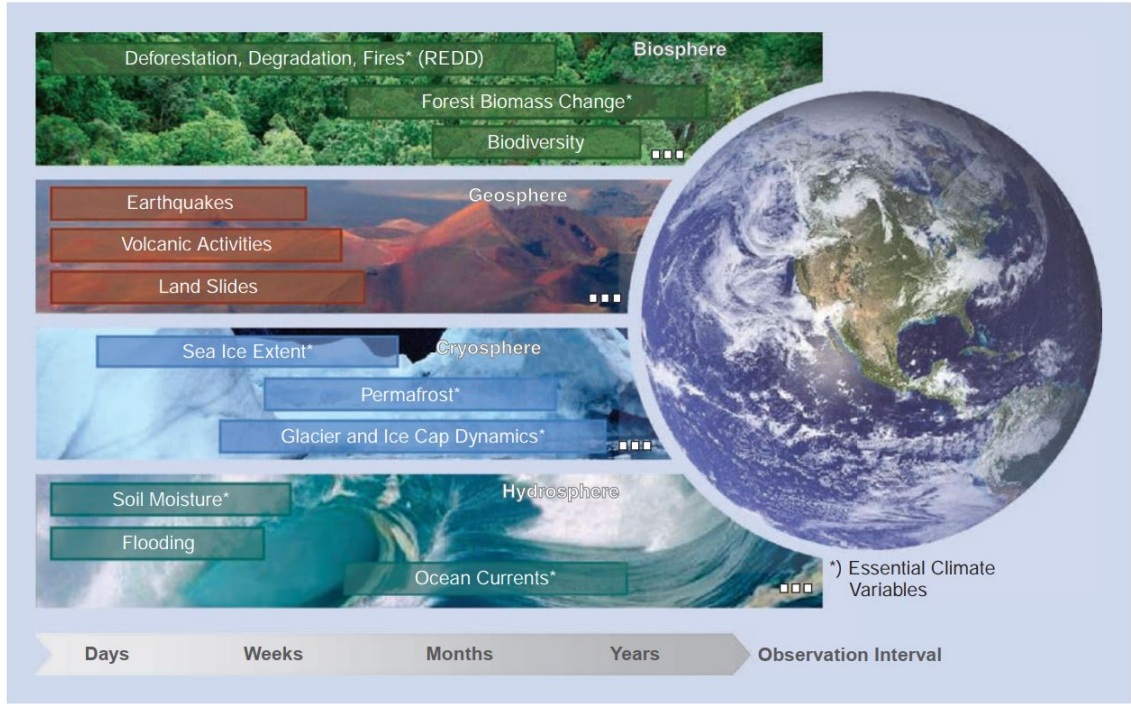 Biosphere
Deforestation, Degradation, Fires* (REDD)
Forest Biomass Change*
Biodiversity
Geosphere
Earthquakes
Volcanic Activities
Land Slides
Cryosphere
Sea Ice Extent*
Permafrost*
Glacier and Ice Cap Dynamics*
Hydrosphere
Soil Moisture*
Flooding
Ocean Currents*
*) Essential Climate
Variables
Days Weeks Months Years Observation Interval